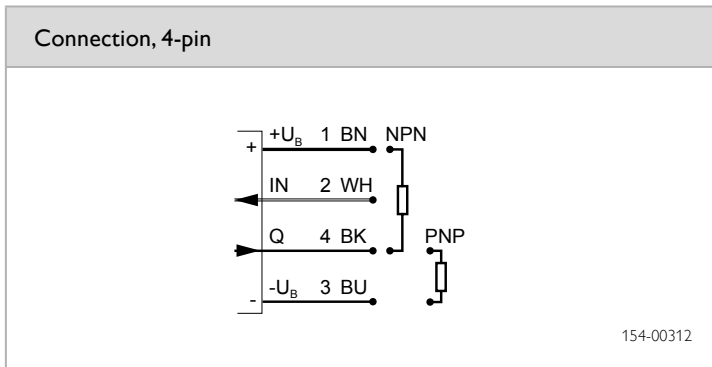 Connection, 4-pin
+U_B 1 BN NPN
+
IN 2 WH
Q 4 BK PNP
-U_B 3 BU
-
154-00312